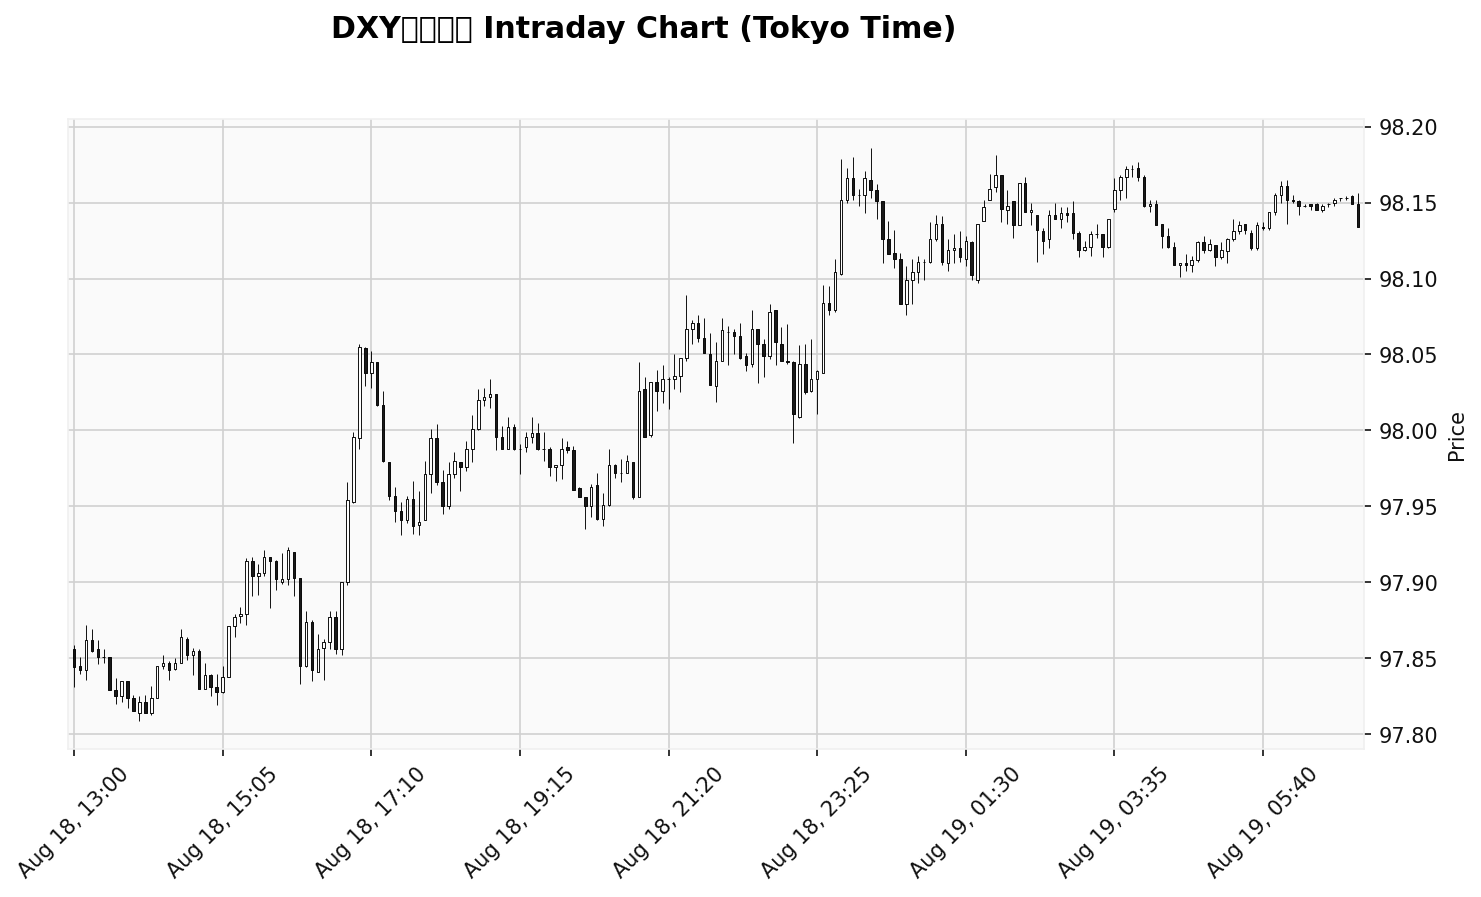 DXY Intraday Chart (Tokyo Time)
98.20
98.15
98.10
98.05
98.00
97.95
97.90
97.85
97.80
Price
Aug 18, 13:00
Aug 18, 15:05
Aug 18, 17:10
Aug 18, 19:15
Aug 18, 21:20
Aug 18, 23:25
Aug 19, 01:30
Aug 19, 03:35
Aug 19, 05:40